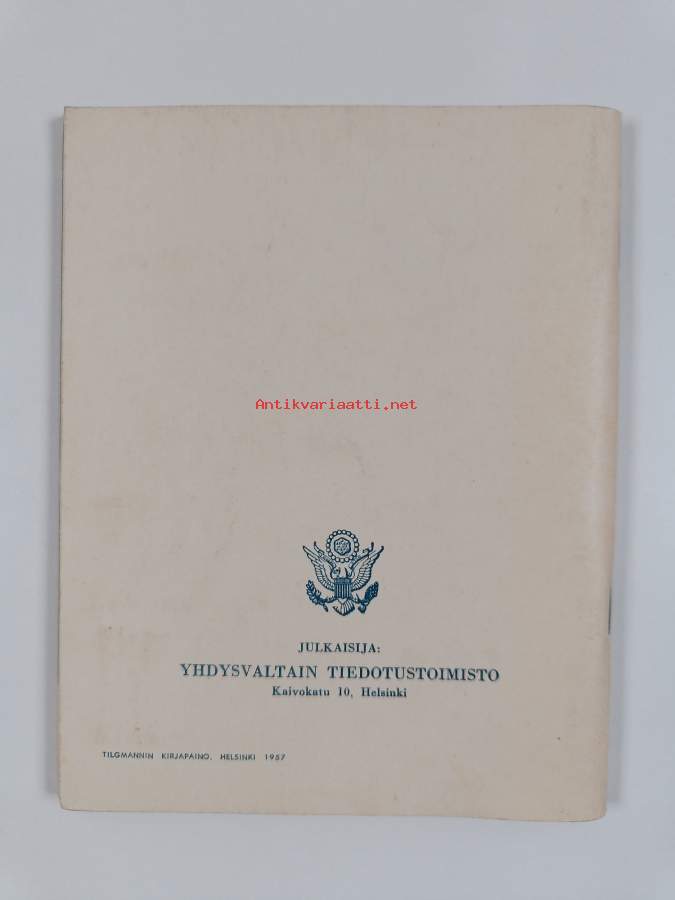 Antikvariaatti.net
JULKAISIJA:
YHDYSVALTAIN TIEDOTUSTOIMISTO
Kaivokatu 10, Helsinki
TILGMANNIN KIRJAPAINO, HELSINKI 1957